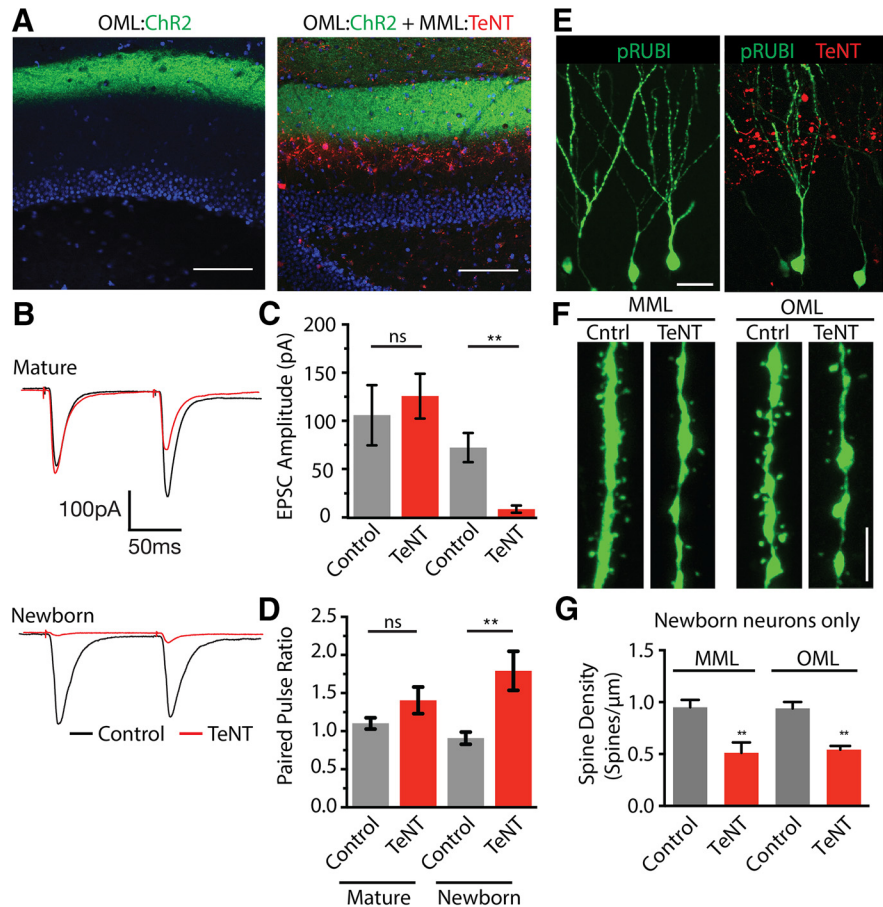 A
OML:ChR2
OML:ChR2 + MML:TeNT
B
Mature
100pA
50ms
Newborn
Control
TeNT
C
EPSC Amplitude (pA)
200
150
100
75
50
0
ns
**
Control
TeNT
Control
TeNT
D
Paired Pulse Ratio
2.5
2.0
1.5
1.0
0.5
0.0
ns
**
Control
TeNT
Control
TeNT
Mature
Newborn
E
pRUBI
pRUBI TeNT
F
MML
OML
Cntrl
TeNT
Cntrl
TeNT
G
Newborn neurons only
MML
OML
Spine Density
(Spines/μm)
1.5
1.0
0.5
0.0
**
**
Control
TeNT
Control
TeNT